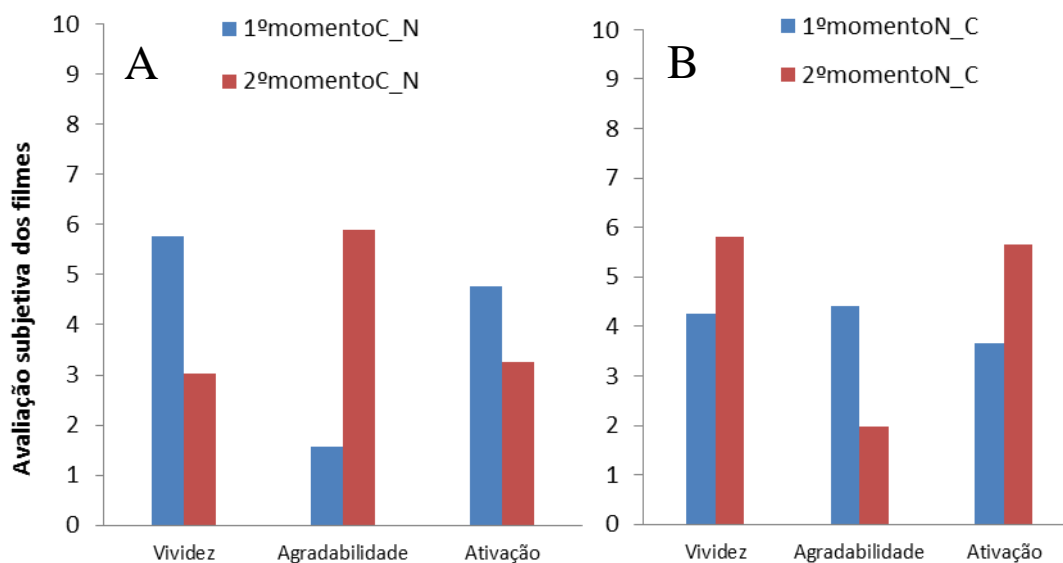 Avaliação subjetiva dos filmes
A
1ºmomentoC_N
2ºmomentoC_N
10
9
8
7
6
5
4
3
2
1
0
Vividez Agradabilidade Ativação
B
1ºmomentoN_C
2ºmomentoN_C
10
9
8
7
6
5
4
3
2
1
0
Vividez Agradabilidade Ativação